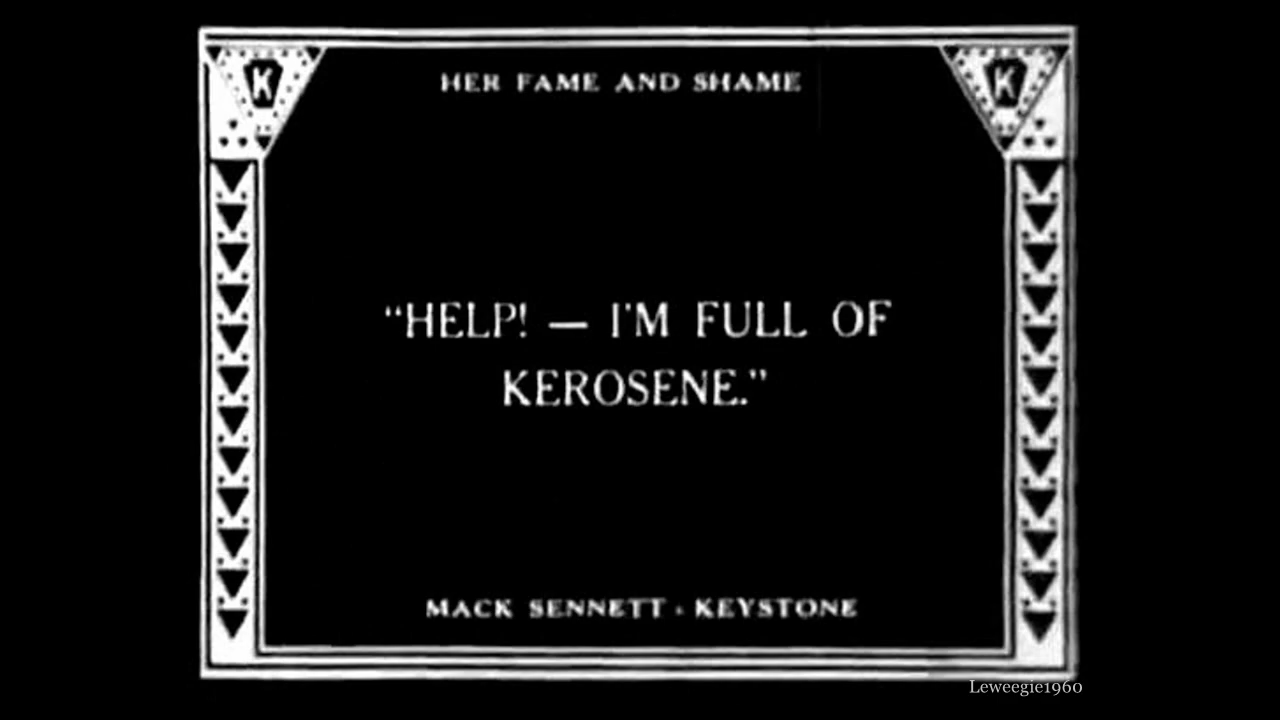 K K
HER FAME AND SHAME
“HELP! — I'M FULL OF
KEROSENE.”
MACK SENNETT · KEYSTONE
Leweegie1960